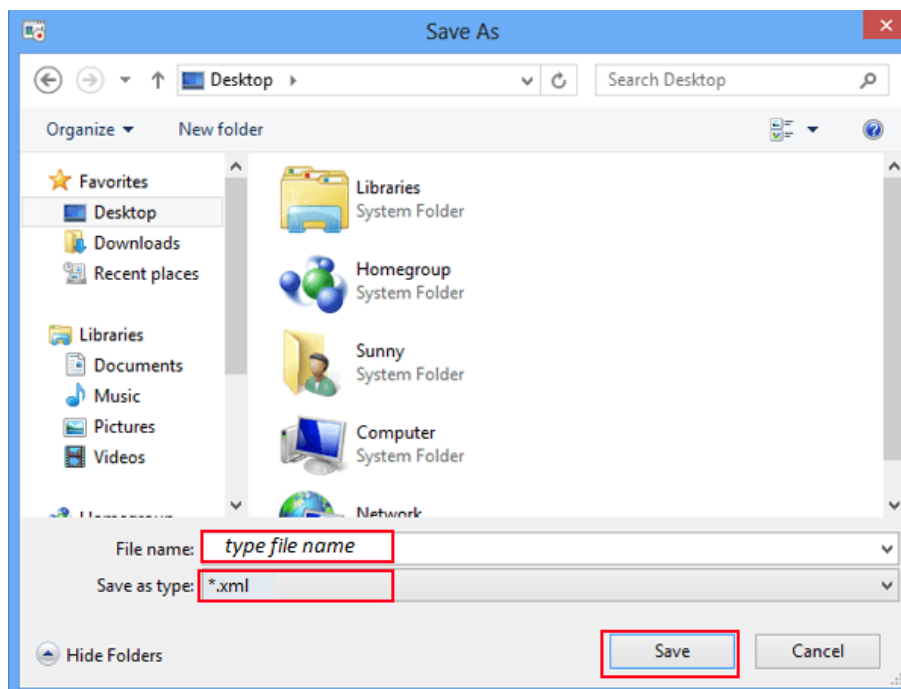 Save As
Desktop
Search Desktop
Organize
New folder
Favorites
Desktop
Downloads
Recent places
Libraries
Documents
Music
Pictures
Videos
Libraries
System Folder
Homegroup
System Folder
Sunny
System Folder
Computer
System Folder
Network
File name: type file name
Save as type: *.xml
Hide Folders
Save
Cancel